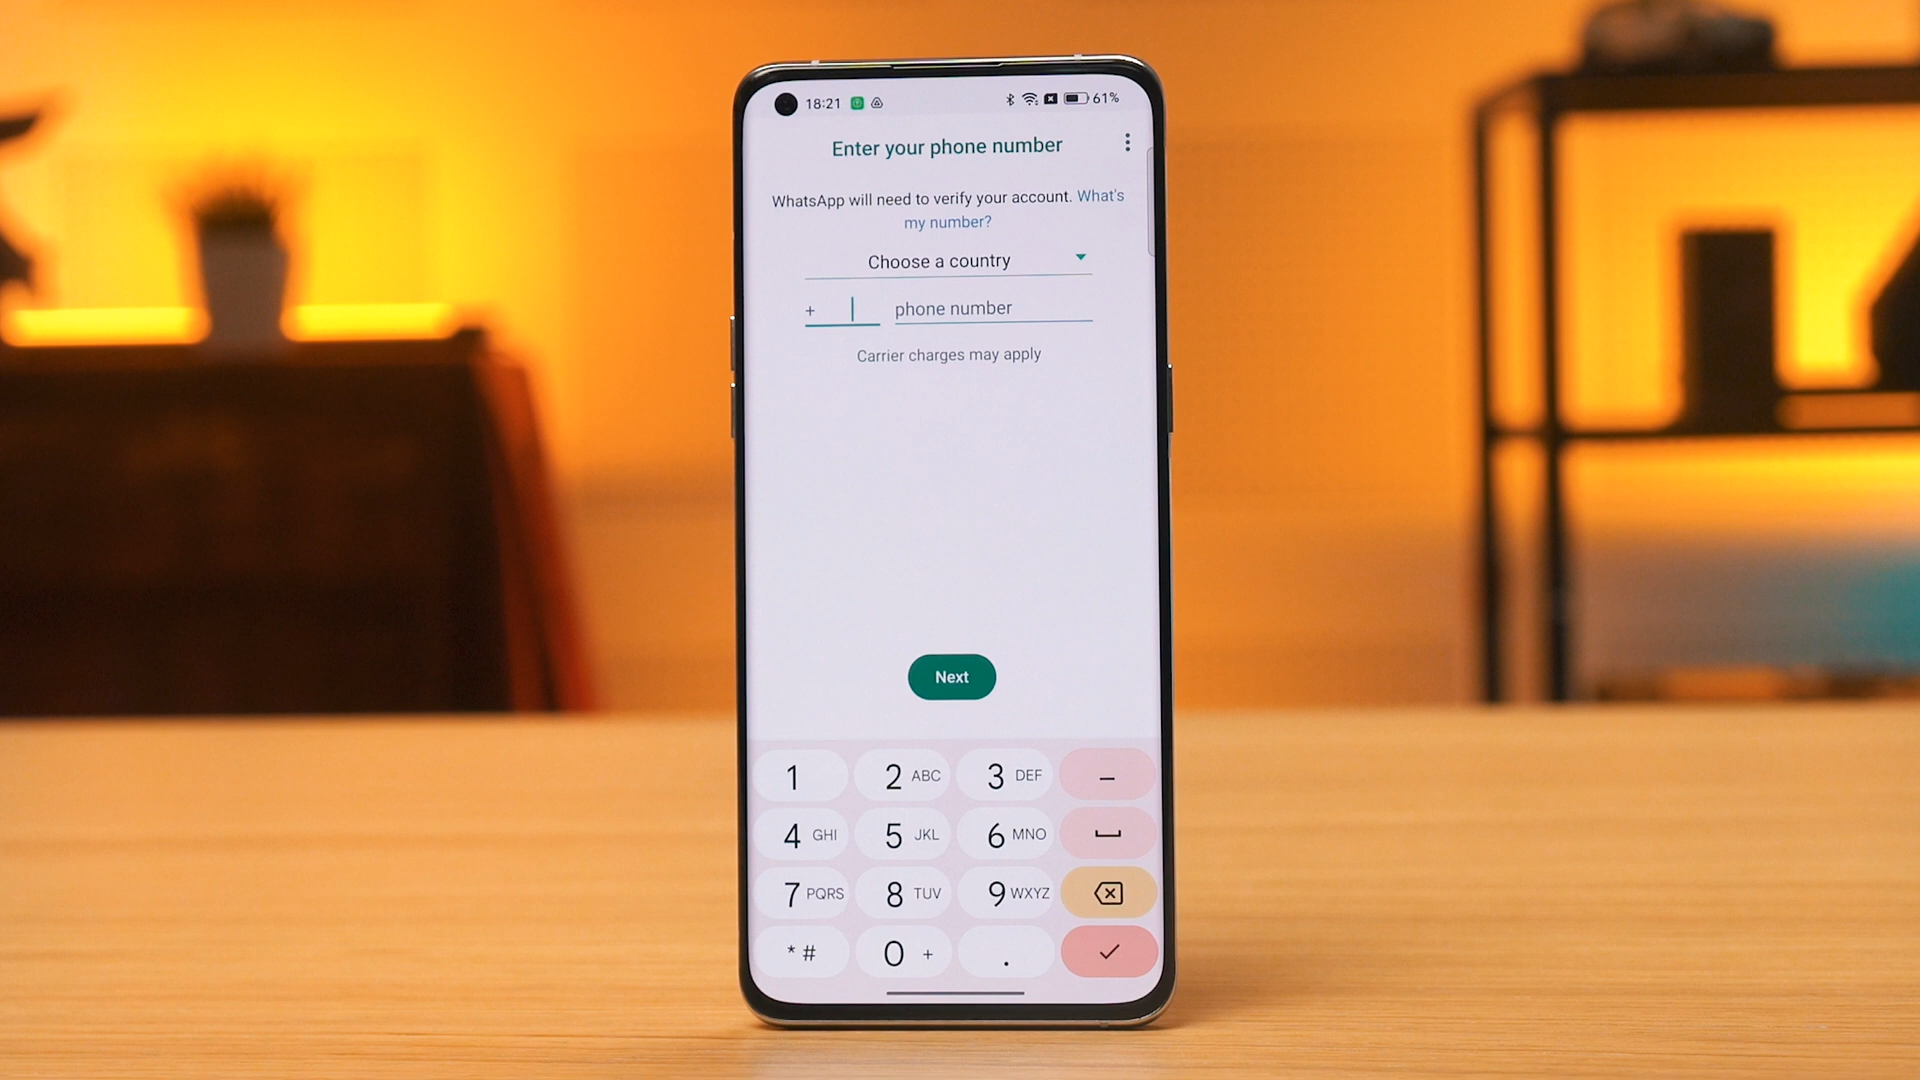 18:21 61%
Enter your phone number
WhatsApp will need to verify your account. What's
my number?
Choose a country
+ phone number
Carrier charges may apply
Next
1 2 ABC 3 DEF –
4 GHI 5 JKL 6 MNO
7 PQRS 8 TUV 9 WXYZ
* # 0 + .